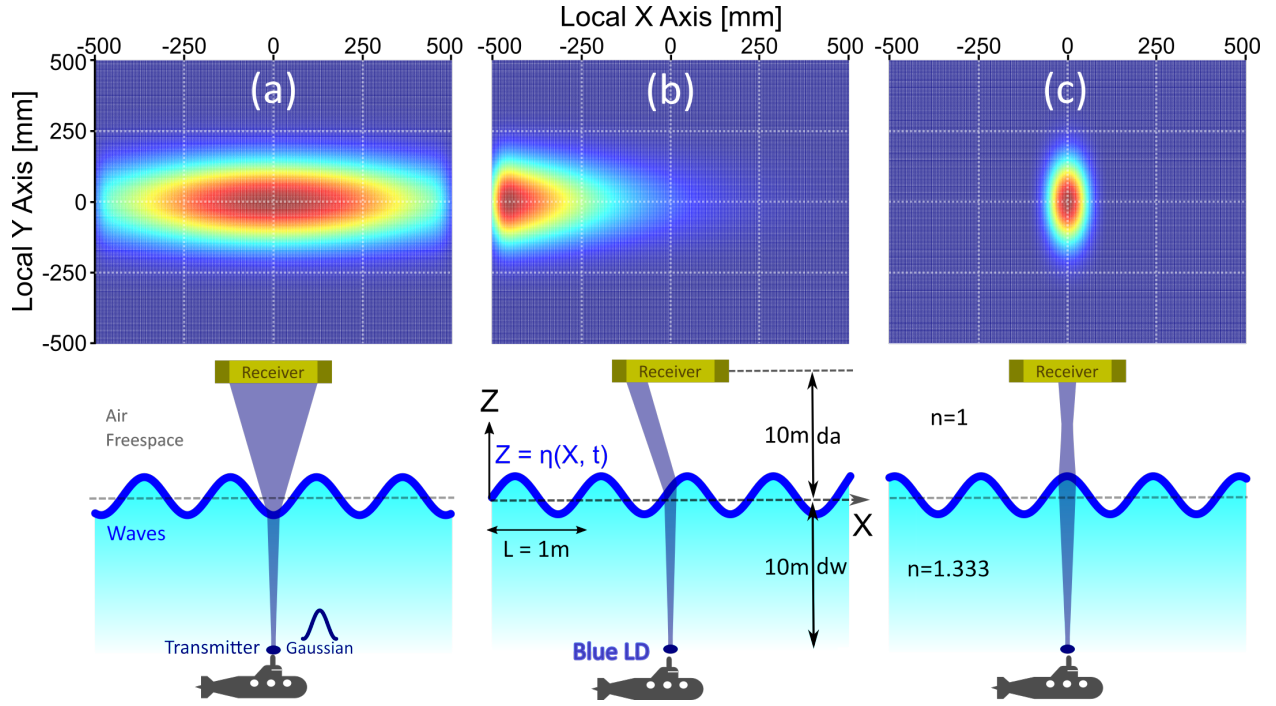 Local X Axis [mm]
-500 -250 0 250 500 -500 -250 0 250 500 -500 -250 0 250 500
500
250
0
-250
-500
Local Y Axis [mm]
(a) (b) (c)
Receiver Receiver Receiver
Air
Freespace
Z
10m da
n=1
Z = η(X, t)
X
Waves
L = 1m
10m dw
n=1.333
Transmitter Gaussian
Blue LD